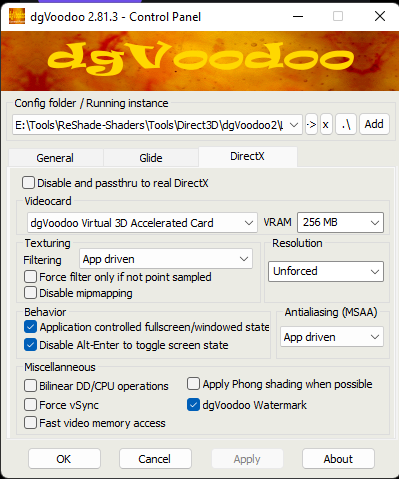 dgVoodoo 2.81.3 - Control Panel
dgVoodoo
Config folder / Running instance
E:\Tools\ReShade-Shaders\Tools\Direct3D\dgVoodoo2\L -> x .\ Add
General Glide DirectX
Disable and passthru to real DirectX
Videocard
dgVoodoo Virtual 3D Accelerated Card VRAM 256 MB
Texturing Resolution
Filtering App driven Unforced
Force filter only if not point sampled
Disable mipmapping
Behavior Antialiasing (MSAA)
Application controlled fullscreen/windowed state App driven
Disable Alt-Enter to toggle screen state
Miscellaneous
Bilinear DD/CPU operations Apply Phong shading when possible
Force vSync dgVoodoo Watermark
Fast video memory access
OK Cancel Apply About